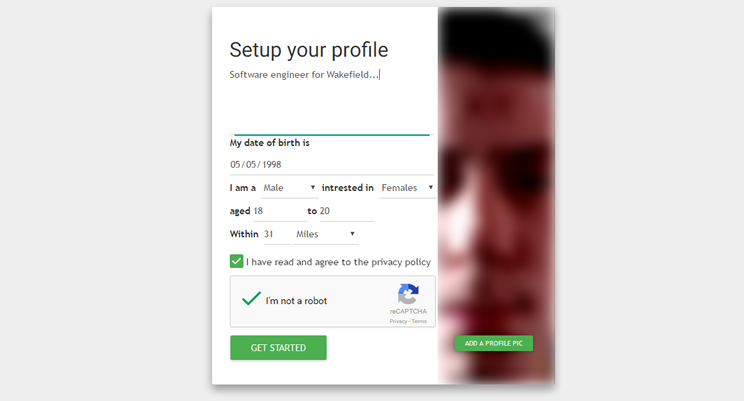 Setup your profile
Software engineer for Wakefield...
My date of birth is
05/05/1998
I am a Male intrested in Females
aged 18 to 20
Within 31 Miles
I have read and agree to the privacy policy
I'm not a robot
reCAPTCHA
Privacy - Terms
GET STARTED
ADD A PROFILE PIC